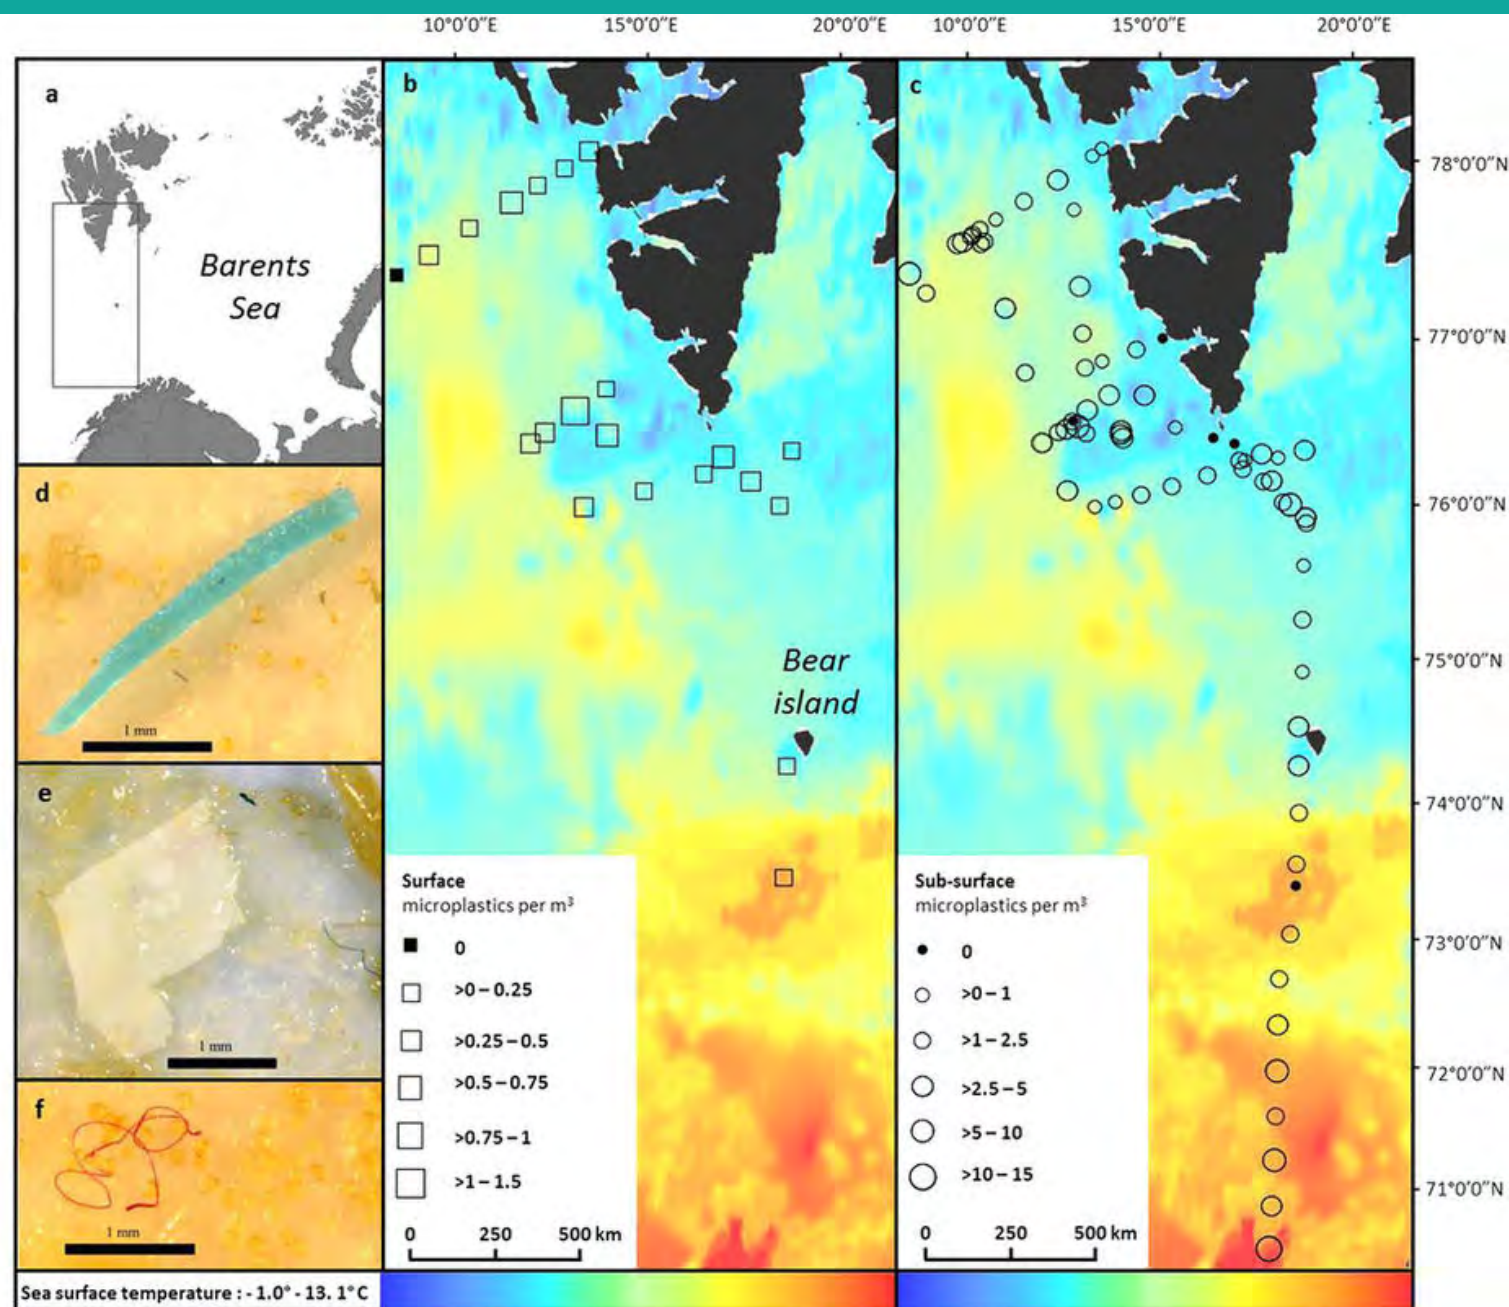 10°0'0"E 15°0'0"E 20°0'0"E 10°0'0"E 15°0'0"E 20°0'0"E
a
Barents
Sea
b
c
78°0'0"N
77°0'0"N
76°0'0"N
75°0'0"N
74°0'0"N
73°0'0"N
72°0'0"N
71°0'0"N
d
1 mm
e
1 mm
f
1 mm
Bear
island
Surface
microplastics per m³
0
>0 – 0.25
>0.25 – 0.5
>0.5 – 0.75
>0.75 – 1
>1 – 1.5
0 250 500 km
Sub-surface
microplastics per m³
0
>0 – 1
>1 – 2.5
>2.5 – 5
>5 – 10
>10 – 15
0 250 500 km
Sea surface temperature : - 1.0° - 13. 1° C